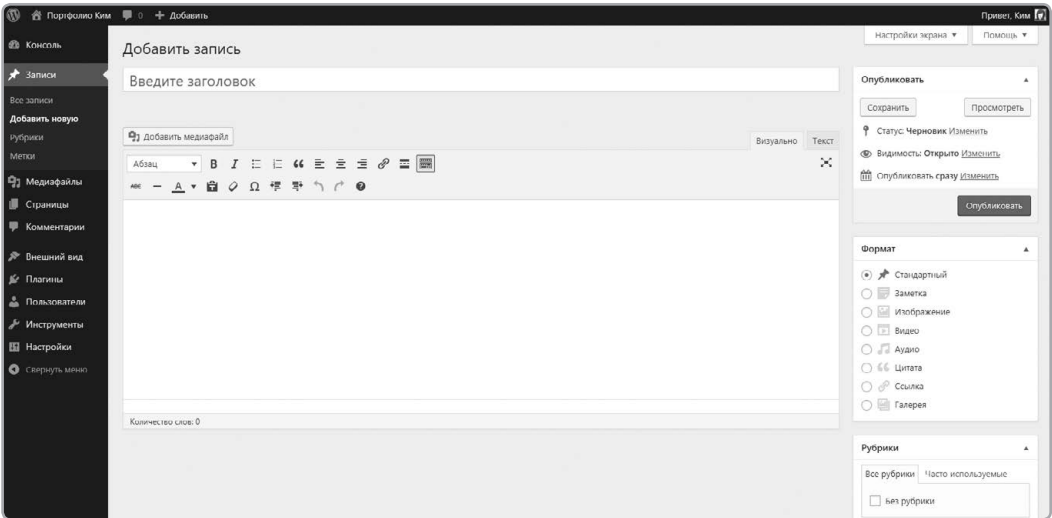 Портфолио Ким 0 + Добавить Привет, Ким
Консоль
Записи
Все записи
Добавить новую
Рубрики
Метки
Медиафайлы
Страницы
Комментарии
Внешний вид
Плагины
Пользователи
Инструменты
Настройки
Свернуть меню
Настройки экрана Помощь
Добавить запись
Введите заголовок
Добавить медиафайл
Визуально Текст
Абзац B I
ABC A Ω
Количество слов: 0
Опубликовать
Сохранить Просмотреть
Статус: Черновик Изменить
Видимость: Открыто Изменить
Опубликовать сразу Изменить
Опубликовать
Формат
Стандартный
Заметка
Изображение
Видео
Аудио
Цитата
Ссылка
Галерея
Рубрики
Все рубрики Часто используемые
Без рубрики